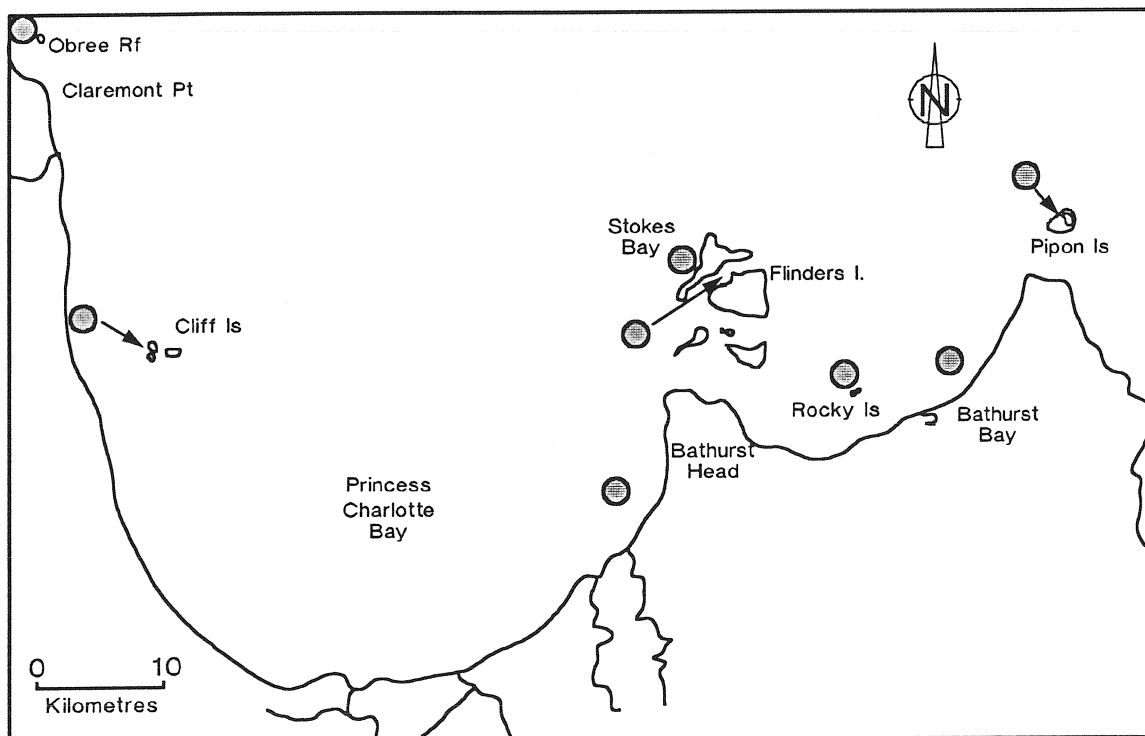 Obree Rf
Claremont Pt
N
Stokes
Bay
Flinders I.
Pipon Is
Cliff Is
Rocky Is
Bathurst
Bay
Bathurst
Head
Princess
Charlotte
Bay
0 10
Kilometres